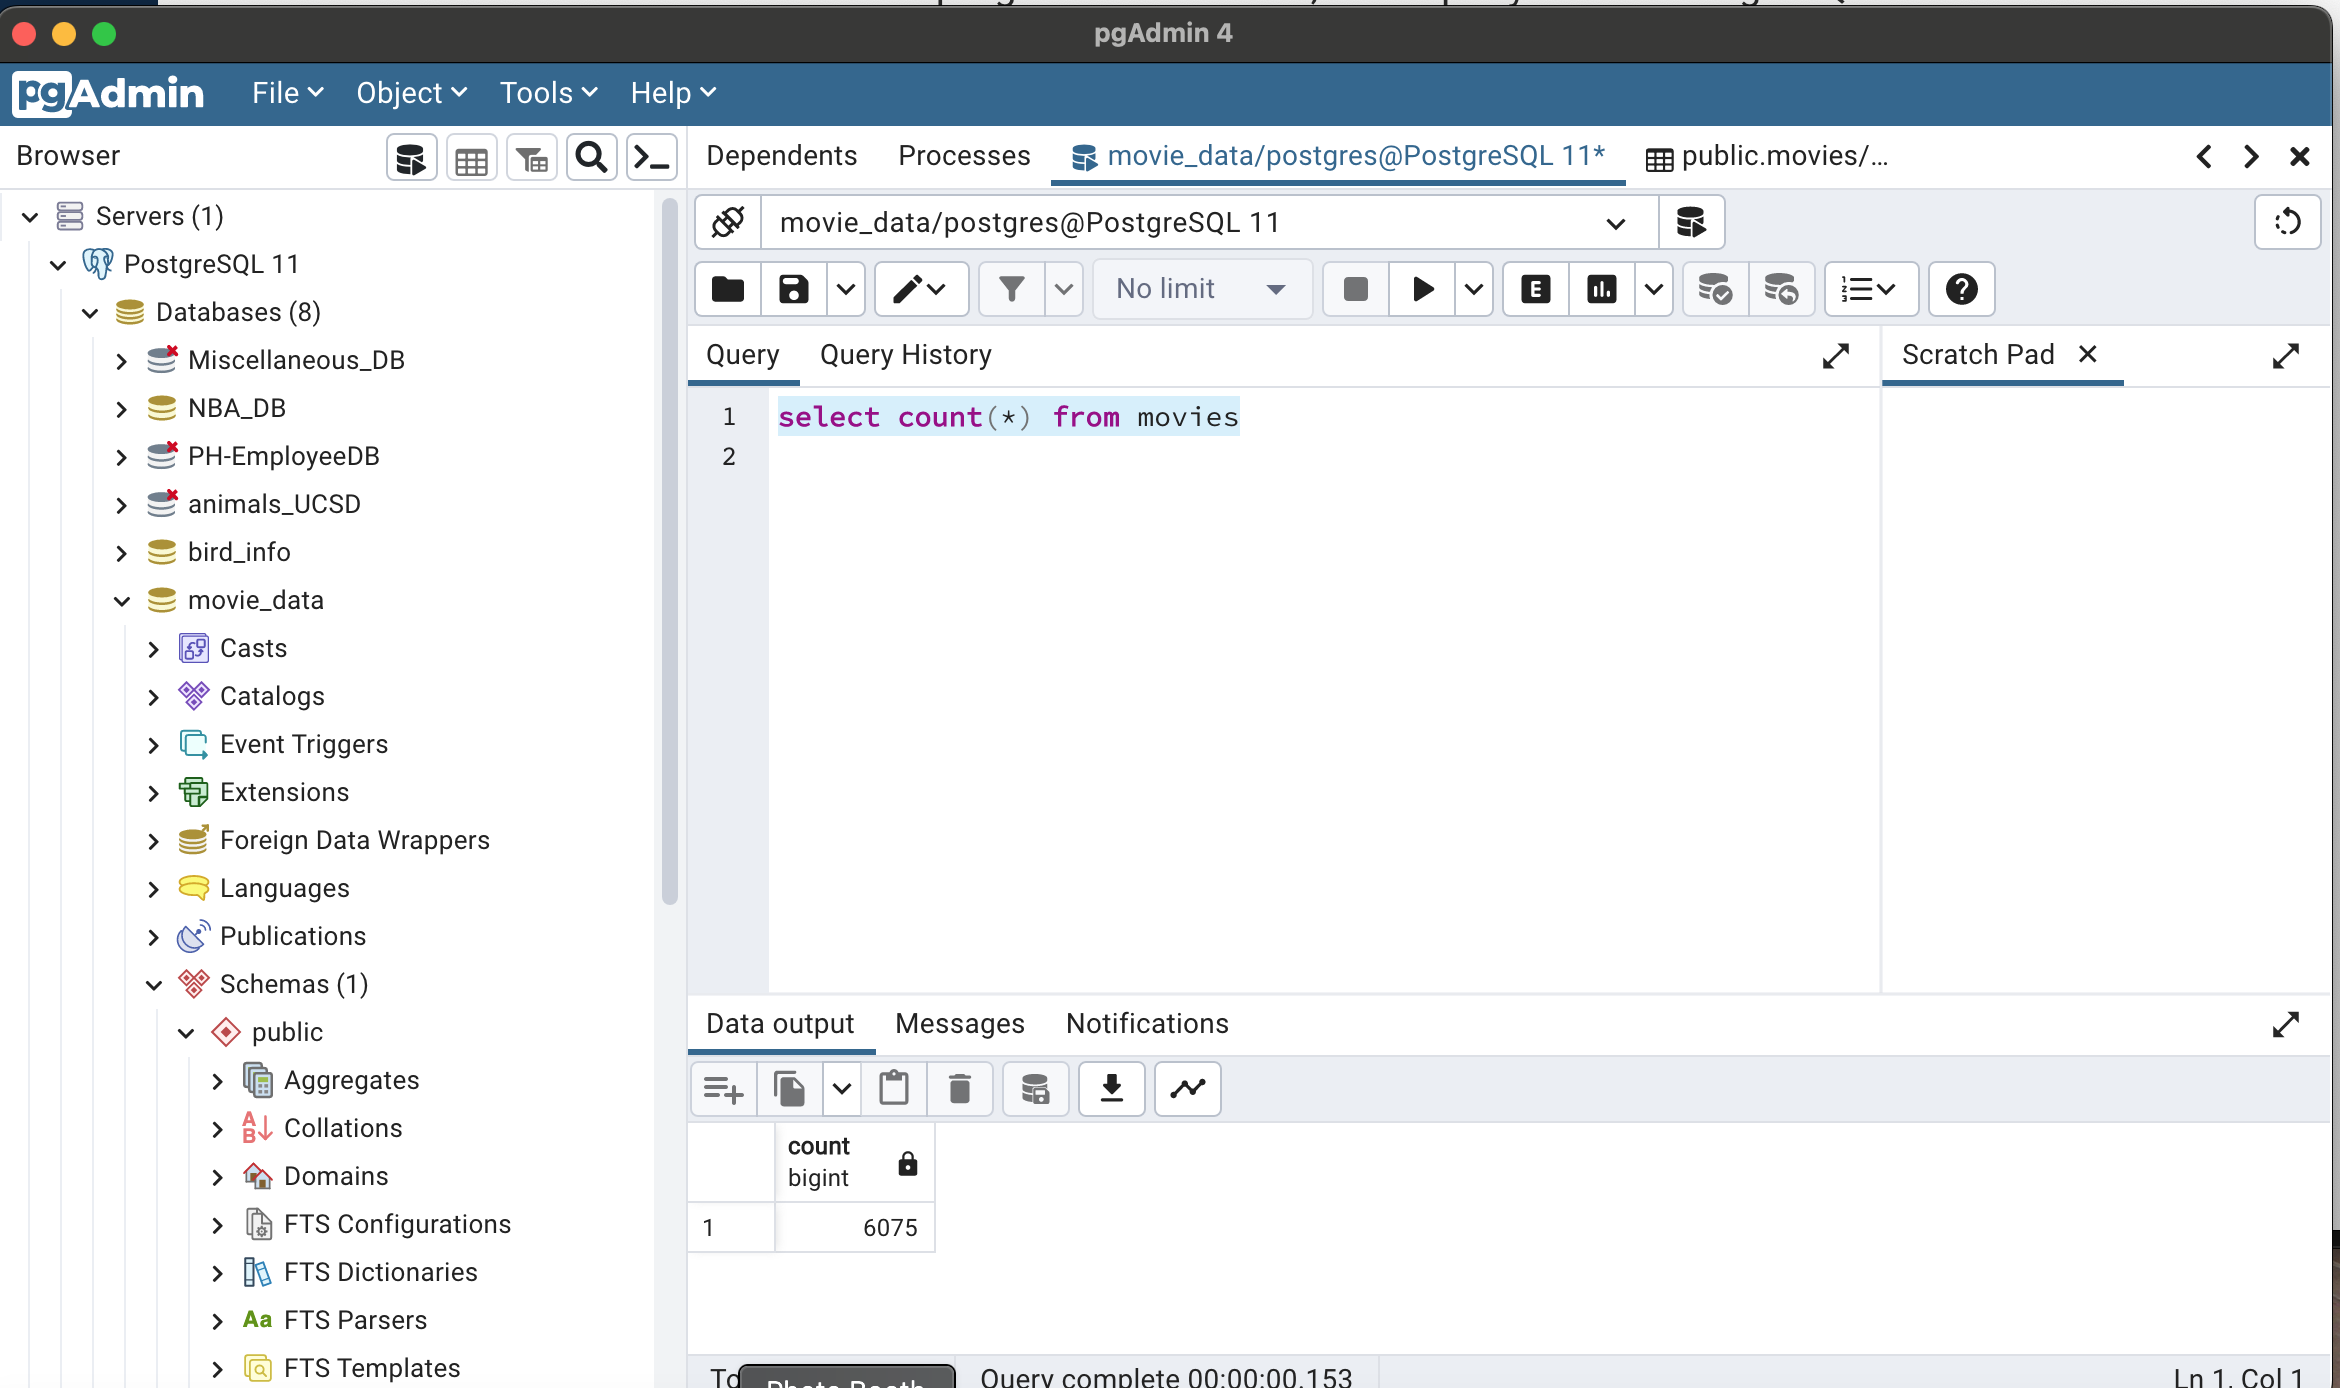 pgAdmin 4
pgAdmin File Object Tools Help
Browser
Dependents Processes movie_data/postgres@PostgreSQL 11* public.movies/...
Servers (1)
PostgreSQL 11
Databases (8)
Miscellaneous_DB
NBA_DB
PH-EmployeeDB
animals_UCSD
bird_info
movie_data
Casts
Catalogs
Event Triggers
Extensions
Foreign Data Wrappers
Languages
Publications
Schemas (1)
public
Aggregates
Collations
Domains
FTS Configurations
FTS Dictionaries
Aa FTS Parsers
FTS Templates
movie_data/postgres@PostgreSQL 11
No limit E
Query Query History
Scratch Pad
1 select count(*) from movies
2
Data output Messages Notifications
count
bigint
1 6075
To
Photo Booth
Query complete 00:00:00.153
Ln 1, Col 1